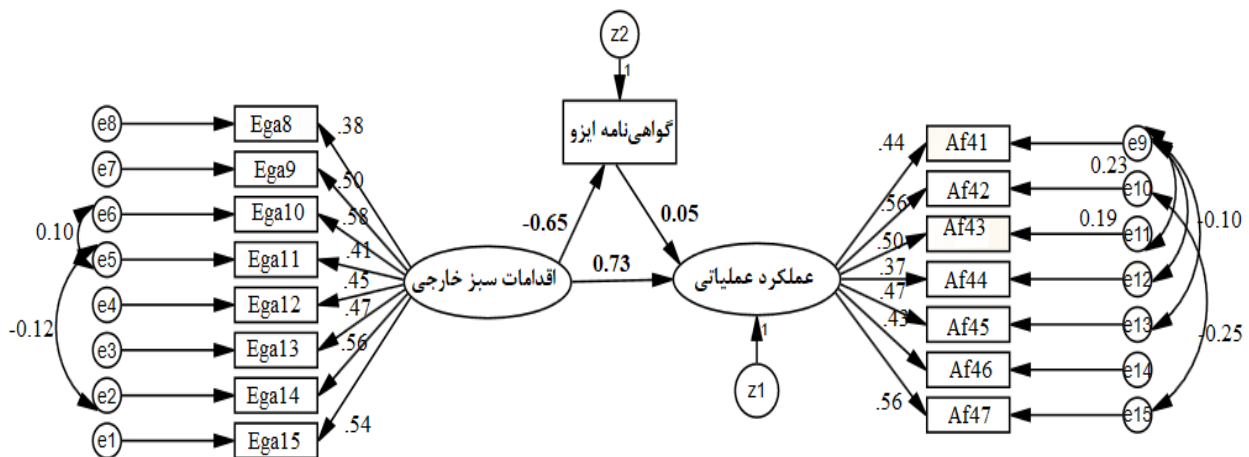 z2
1
گواهی‌نامه ایزو
e8
Ega8
.38
e7
Ega9
.50
e6
Ega10
.58
0.10
e5
Ega11
.41
e4
Ega12
.45
-0.12
e3
Ega13
.47
e2
Ega14
.56
e1
Ega15
.54
اقدامات سبز خارجی
-0.65
0.05
0.73
عملکرد عملیاتی
1
z1
.44
Af41
e9
0.23
.56
Af42
e10
.50
Af43
0.19
e11
-0.10
.37
Af44
e12
.47
Af45
e13
-0.25
.43
Af46
e14
.56
Af47
e15